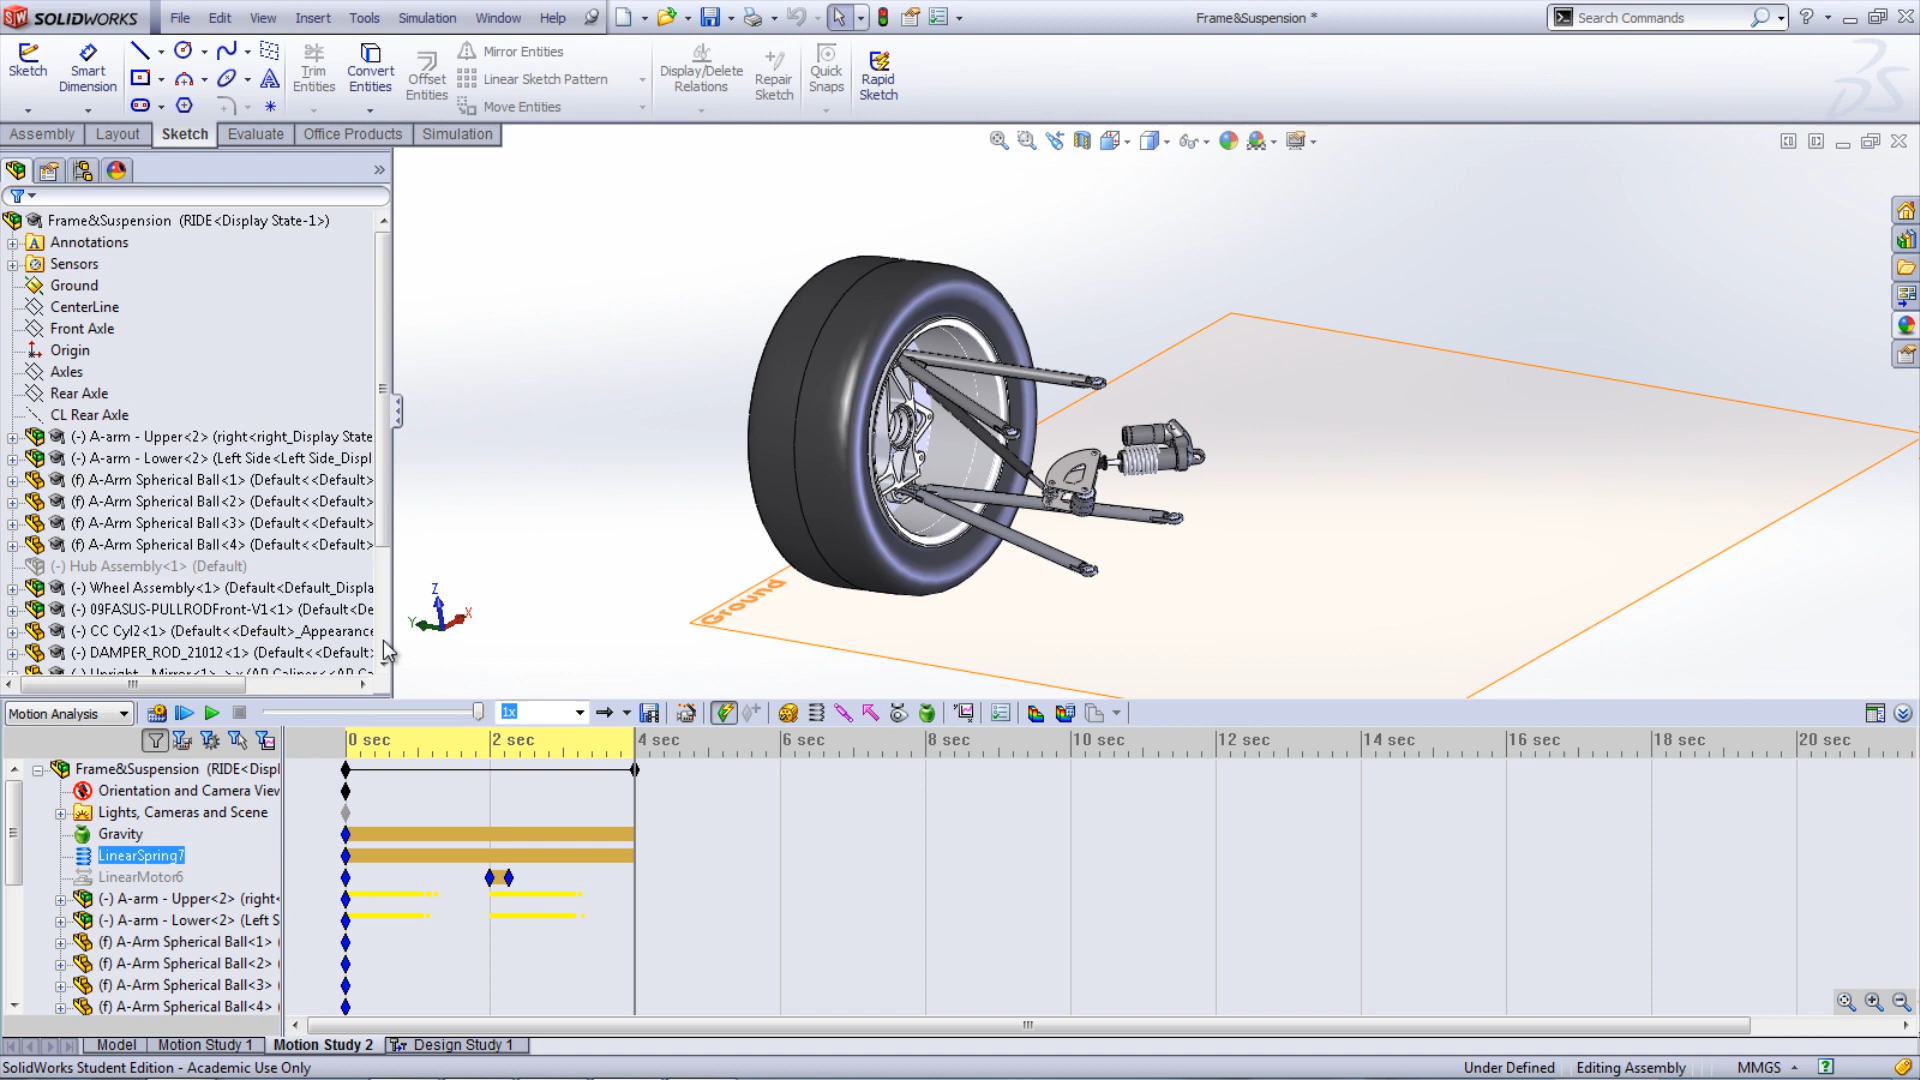 SOLIDWORKS File Edit View Insert Tools Simulation Window Help Frame&Suspension * Search Commands
Sketch Smart Dimension Trim Entities Convert Entities Offset Entities Mirror Entities Linear Sketch Pattern Move Entities Display/Delete Relations Repair Sketch Quick Snaps Rapid Sketch
Assembly Layout Sketch Evaluate Office Products Simulation
Frame&Suspension (RIDE<Display State-1>)
Annotations
Sensors
Ground
CenterLine
Front Axle
Origin
Axles
Rear Axle
CL Rear Axle
(-) A-arm - Upper<2> (right<right_Display State
(-) A-arm - Lower<2> (Left Side<Left Side_Displ
(f) A-Arm Spherical Ball<1> (Default<<Default>
(f) A-Arm Spherical Ball<2> (Default<<Default>
(f) A-Arm Spherical Ball<3> (Default<<Default>
(f) A-Arm Spherical Ball<4> (Default<<Default>
(-) Hub Assembly<1> (Default)
(-) Wheel Assembly<1> (Default<Default_Displa
(-) 09FASUS-PULLRODFront-V1<1> (Default<De
(-) CC Cyl2<1> (Default<<Default>_Appearance
(-) DAMPER_ROD_21012<1> (Default<<Default>
Ground
Z
Y
X
Motion Analysis 1x
0 sec 2 sec 4 sec 6 sec 8 sec 10 sec 12 sec 14 sec 16 sec 18 sec 20 sec
Frame&Suspension (RIDE<Displ
Orientation and Camera View
Lights, Cameras and Scene
Gravity
LinearSpring7
LinearMotor6
(-) A-arm - Upper<2> (right<
(-) A-arm - Lower<2> (Left S
(f) A-Arm Spherical Ball<1> (
(f) A-Arm Spherical Ball<2> (
(f) A-Arm Spherical Ball<3> (
(f) A-Arm Spherical Ball<4> (
Model Motion Study 1 Motion Study 2 Design Study 1
SolidWorks Student Edition - Academic Use Only Under Defined Editing Assembly MMGS